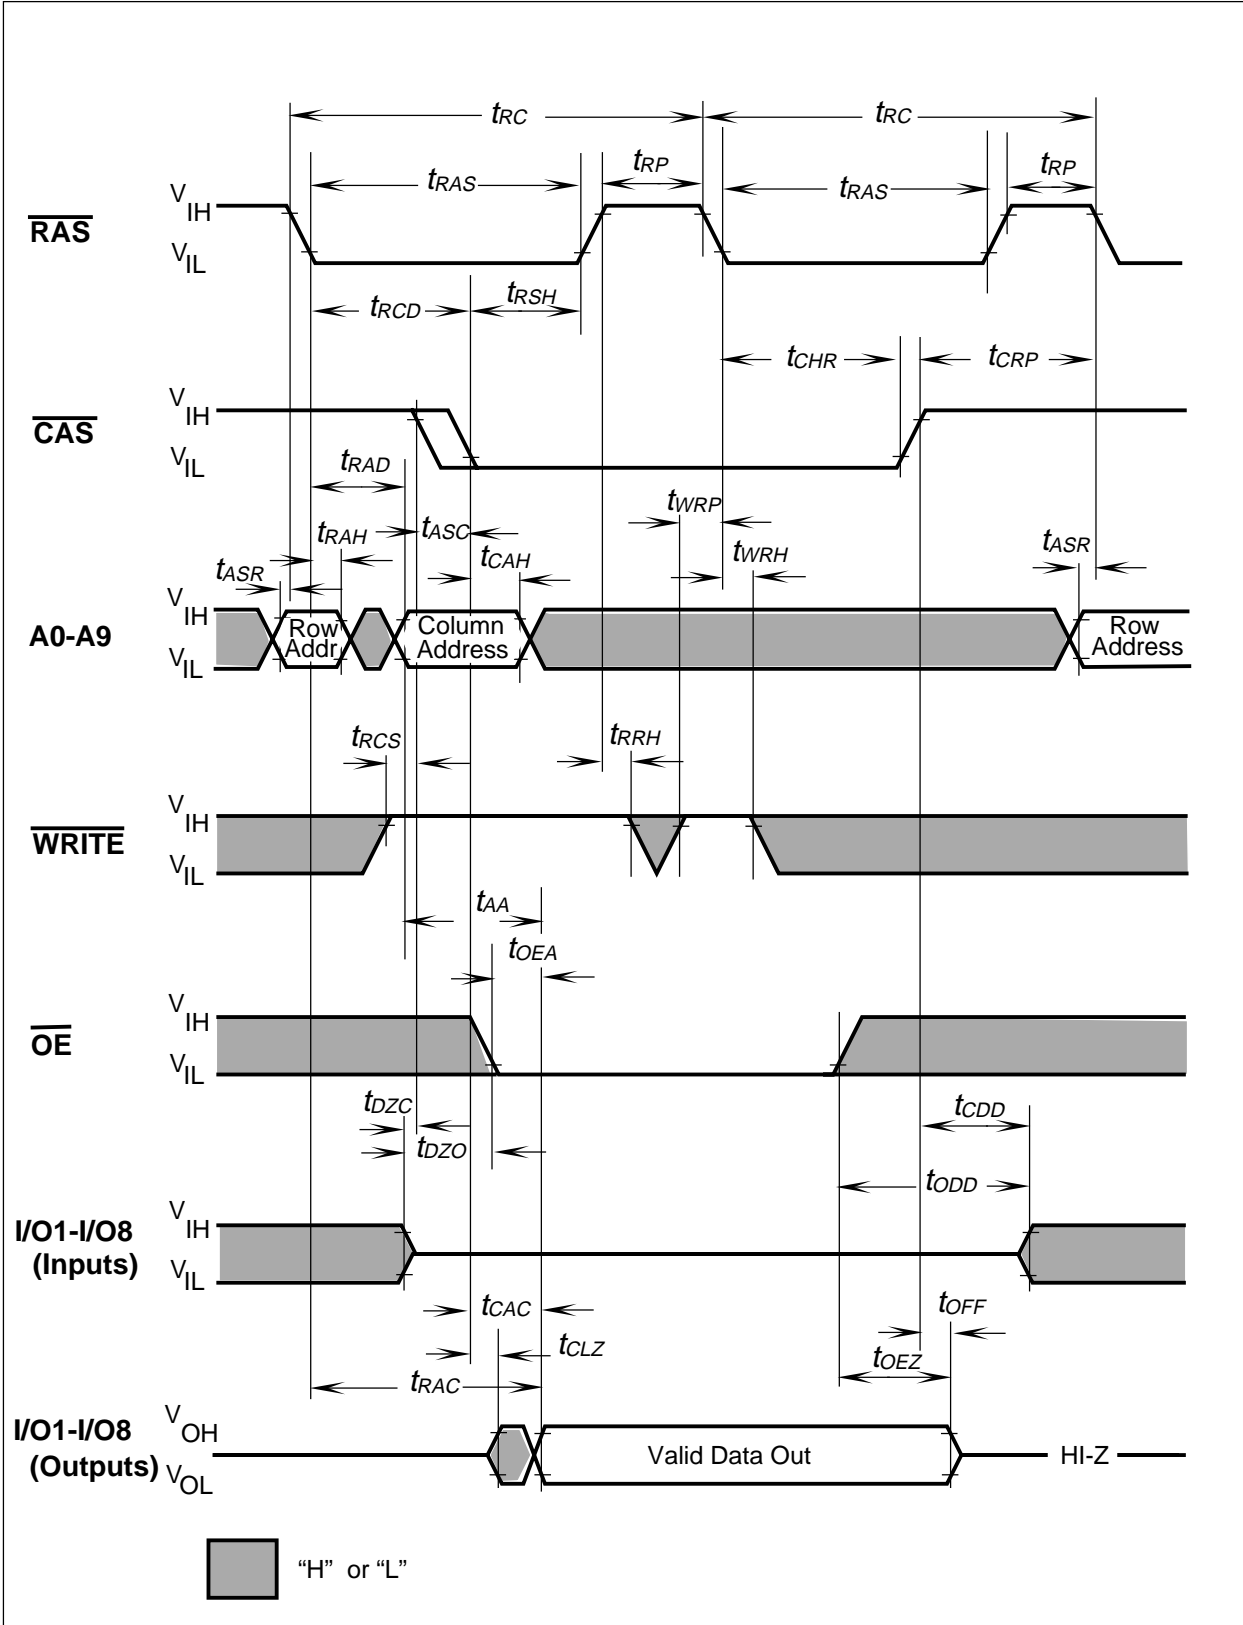 tRC tRC
tRAS tRP tRAS tRP
RAS VIH
VIL
tRCD tRSH
tCHR tCRP
CAS VIH
VIL
tRAD
tWRP
tRAH tASC tCAH tWRH tASR
tASR
A0-A9 VIH
VIL
Row Addr.
Column Address
Row Address
tRCS tRRH
WRITE VIH
VIL
tAA
tOEA
OE VIH
VIL
tDZC tCDD
tDZO
tODD
I/O1-I/O8 (Inputs) VIH
VIL
tCAC tOFF
tCLZ tOEZ
tRAC
I/O1-I/O8 (Outputs) VOH
VOL
Valid Data Out HI-Z
“H” or “L”